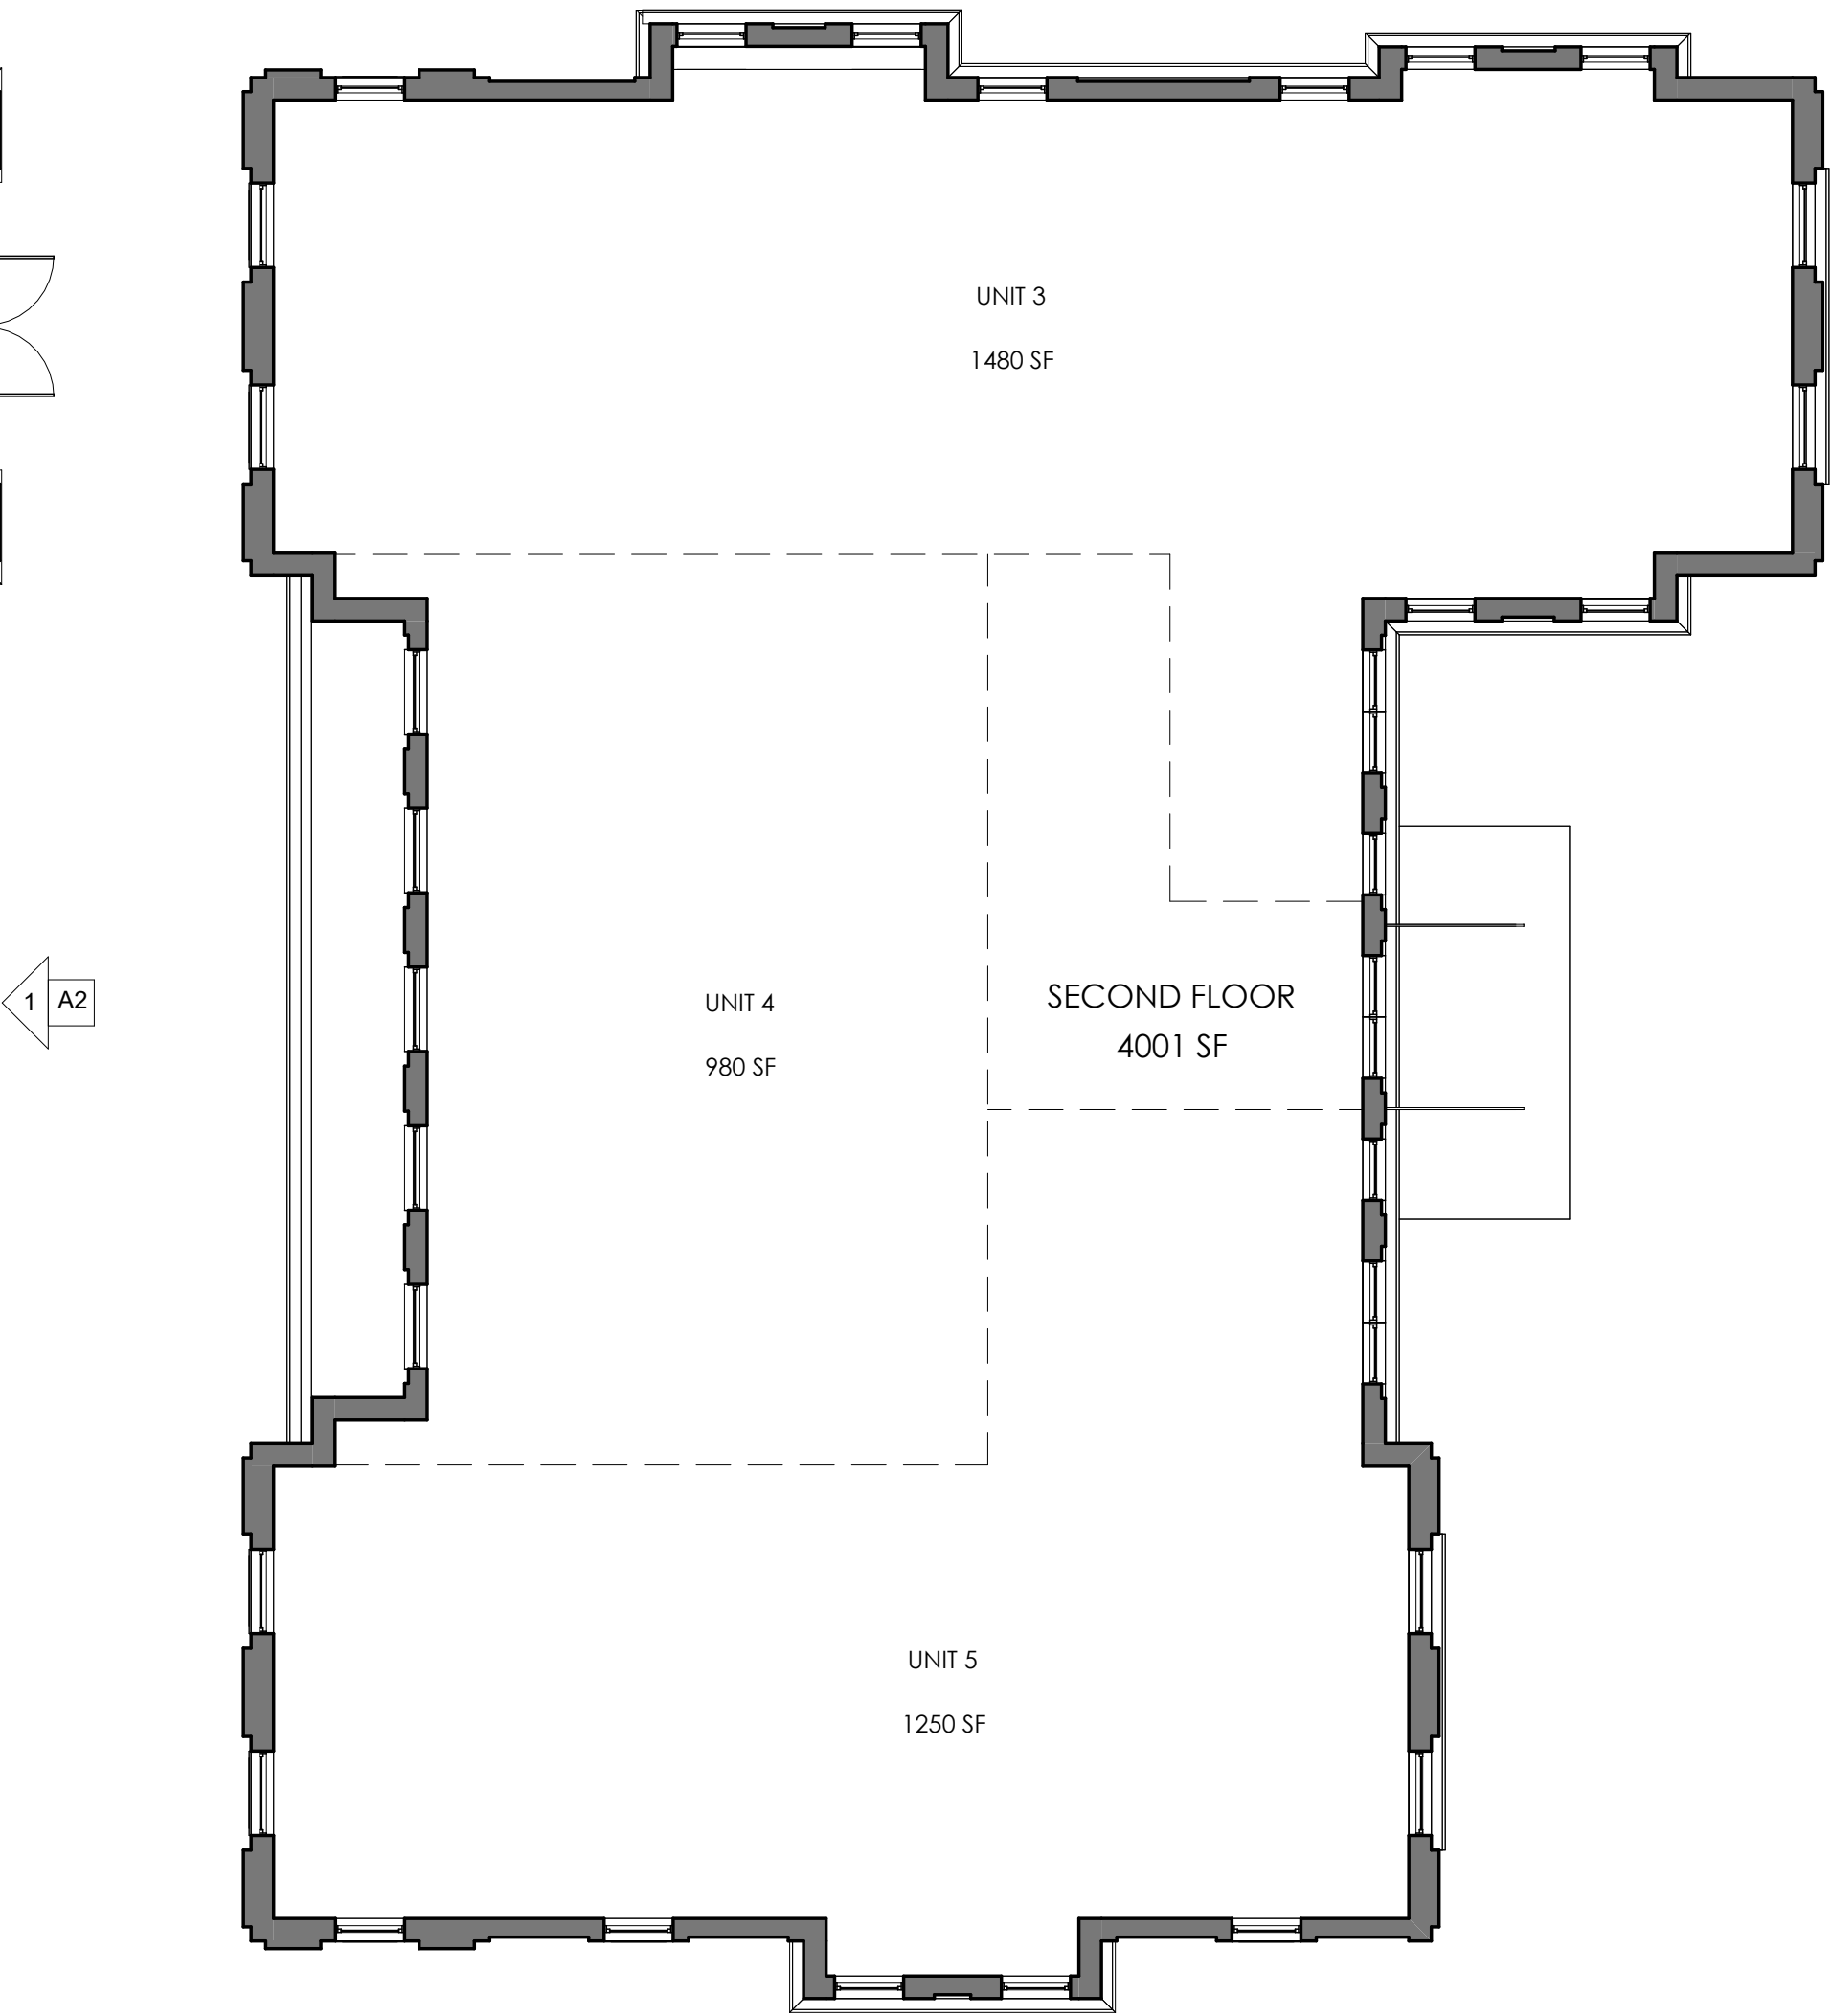 UNIT 3
1480 SF
UNIT 4
980 SF
SECOND FLOOR
4001 SF
1 A2
UNIT 5
1250 SF